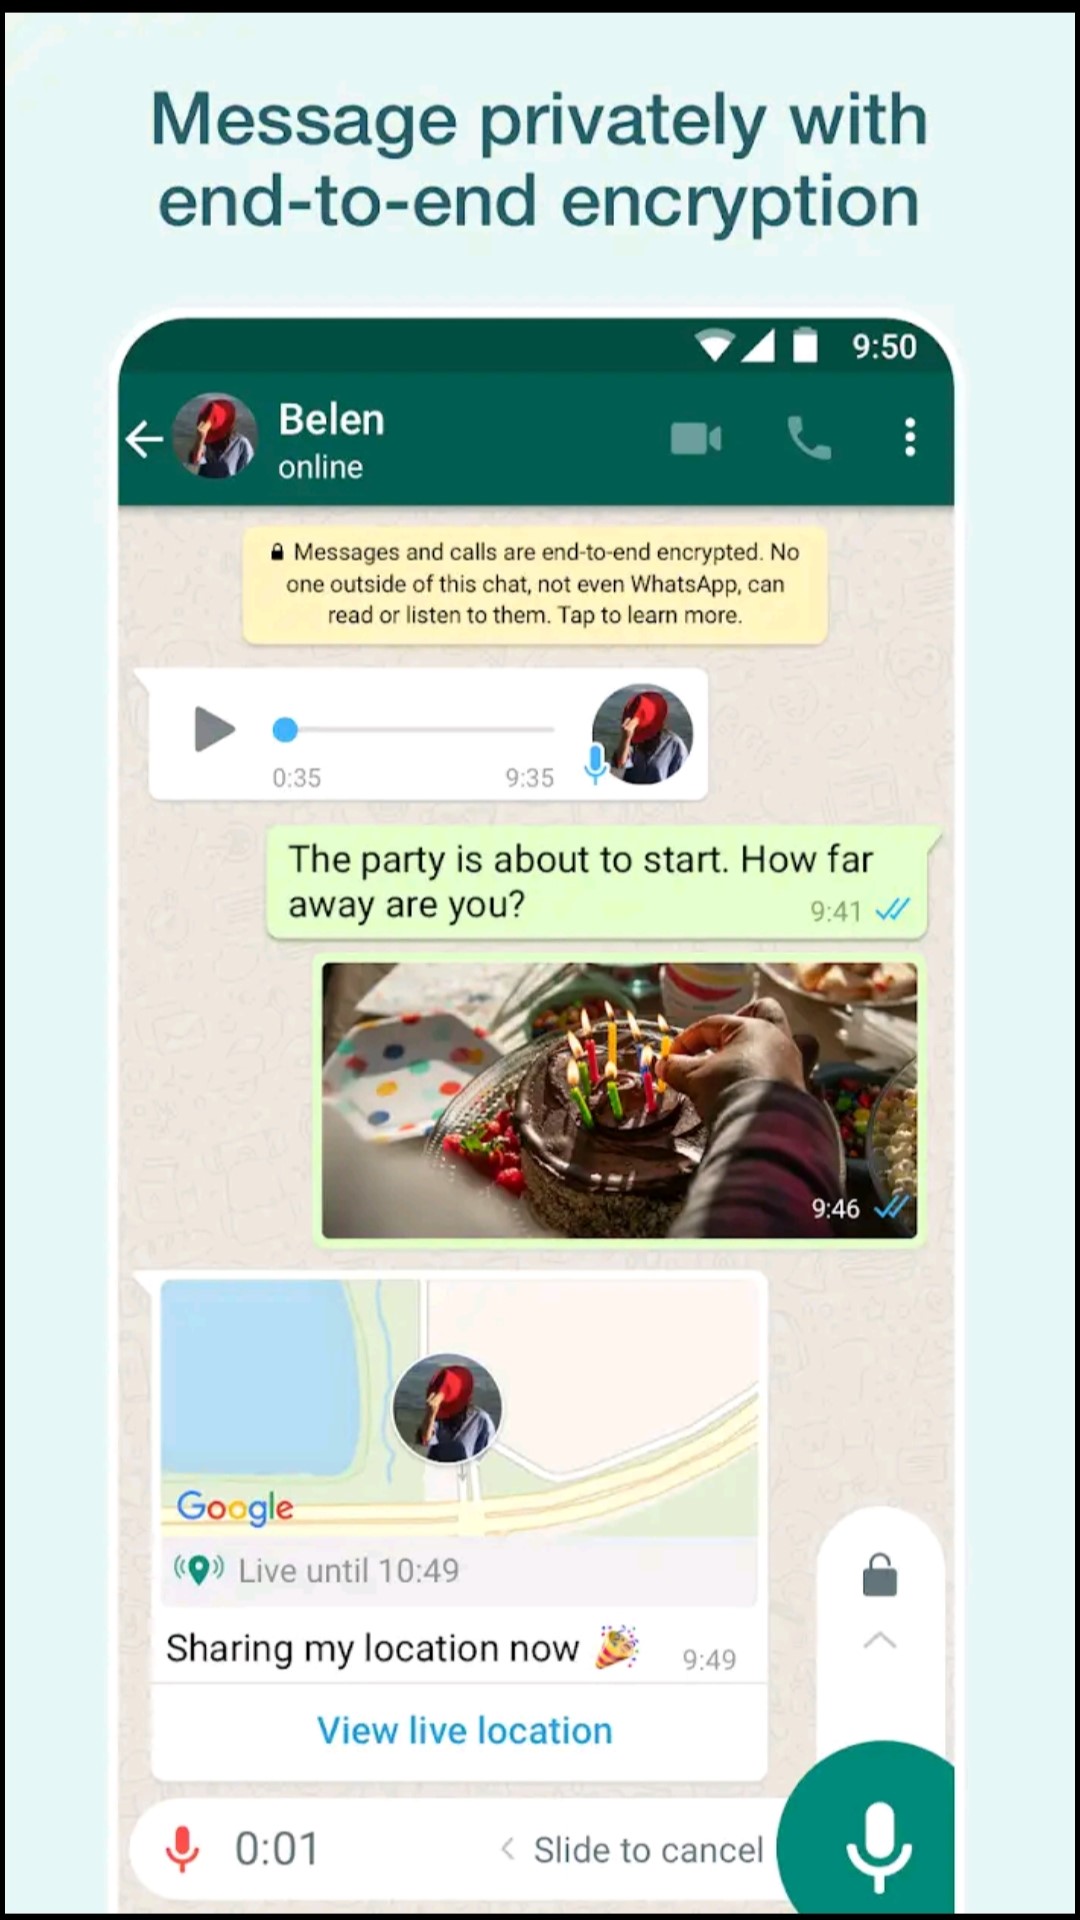 Message privately with
end-to-end encryption
9:50
Belen
online
Messages and calls are end-to-end encrypted. No
one outside of this chat, not even WhatsApp, can
read or listen to them. Tap to learn more.
0:35 9:35
The party is about to start. How far
away are you? 9:41
9:46
Google
Live until 10:49
Sharing my location now 🎉 9:49
View live location
0:01 < Slide to cancel